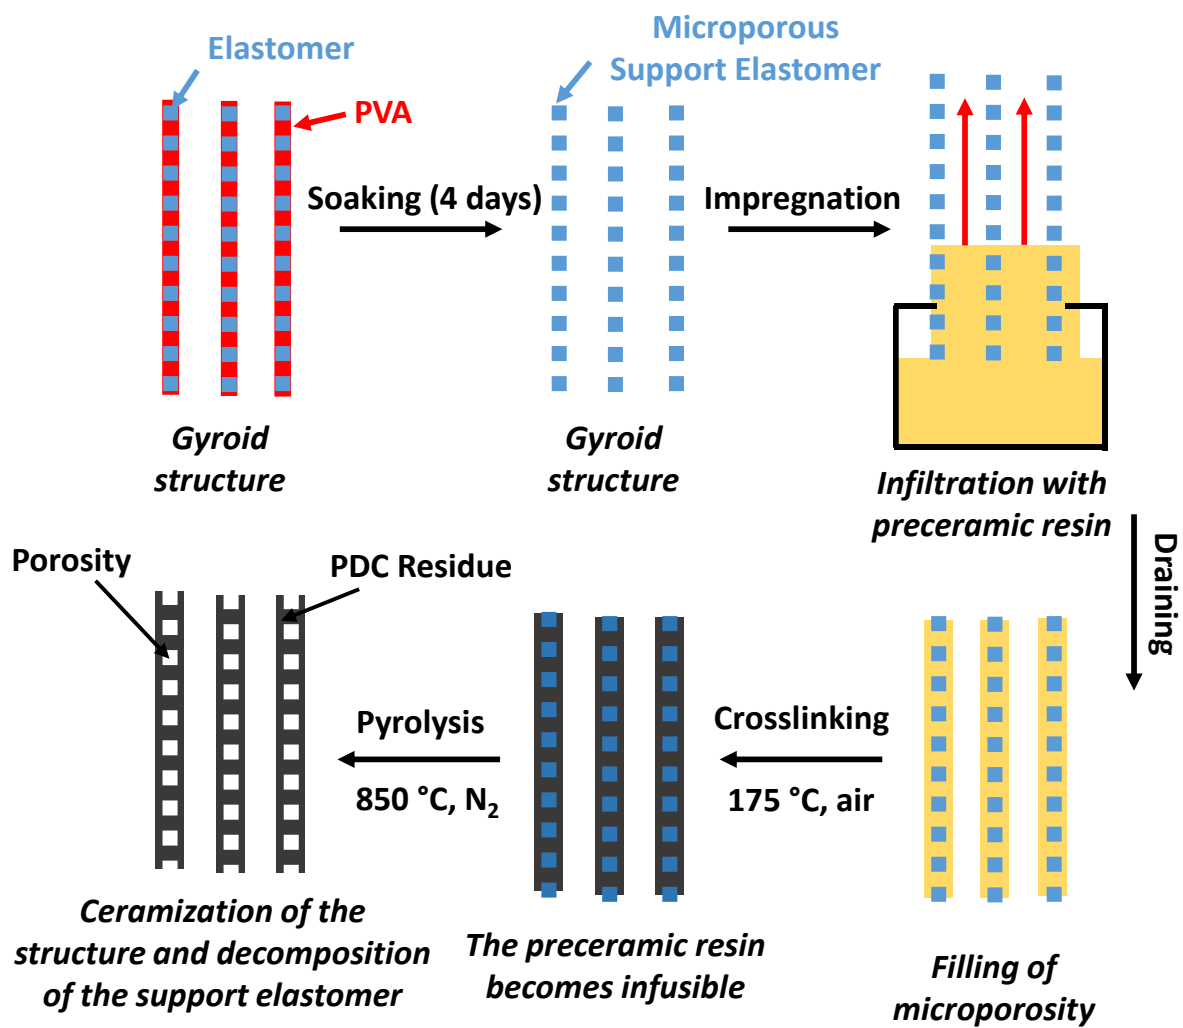 Elastomer
PVA
Gyroid
structure
Soaking (4 days)
Microporous
Support Elastomer
Gyroid
structure
Impregnation
Infiltration with
preceramic resin
Draining
Filling of
microporosity
Crosslinking
175 °C, air
The preceramic resin
becomes infusible
Pyrolysis
850 °C, N₂
Porosity
PDC Residue
Ceramization of the
structure and decomposition
of the support elastomer